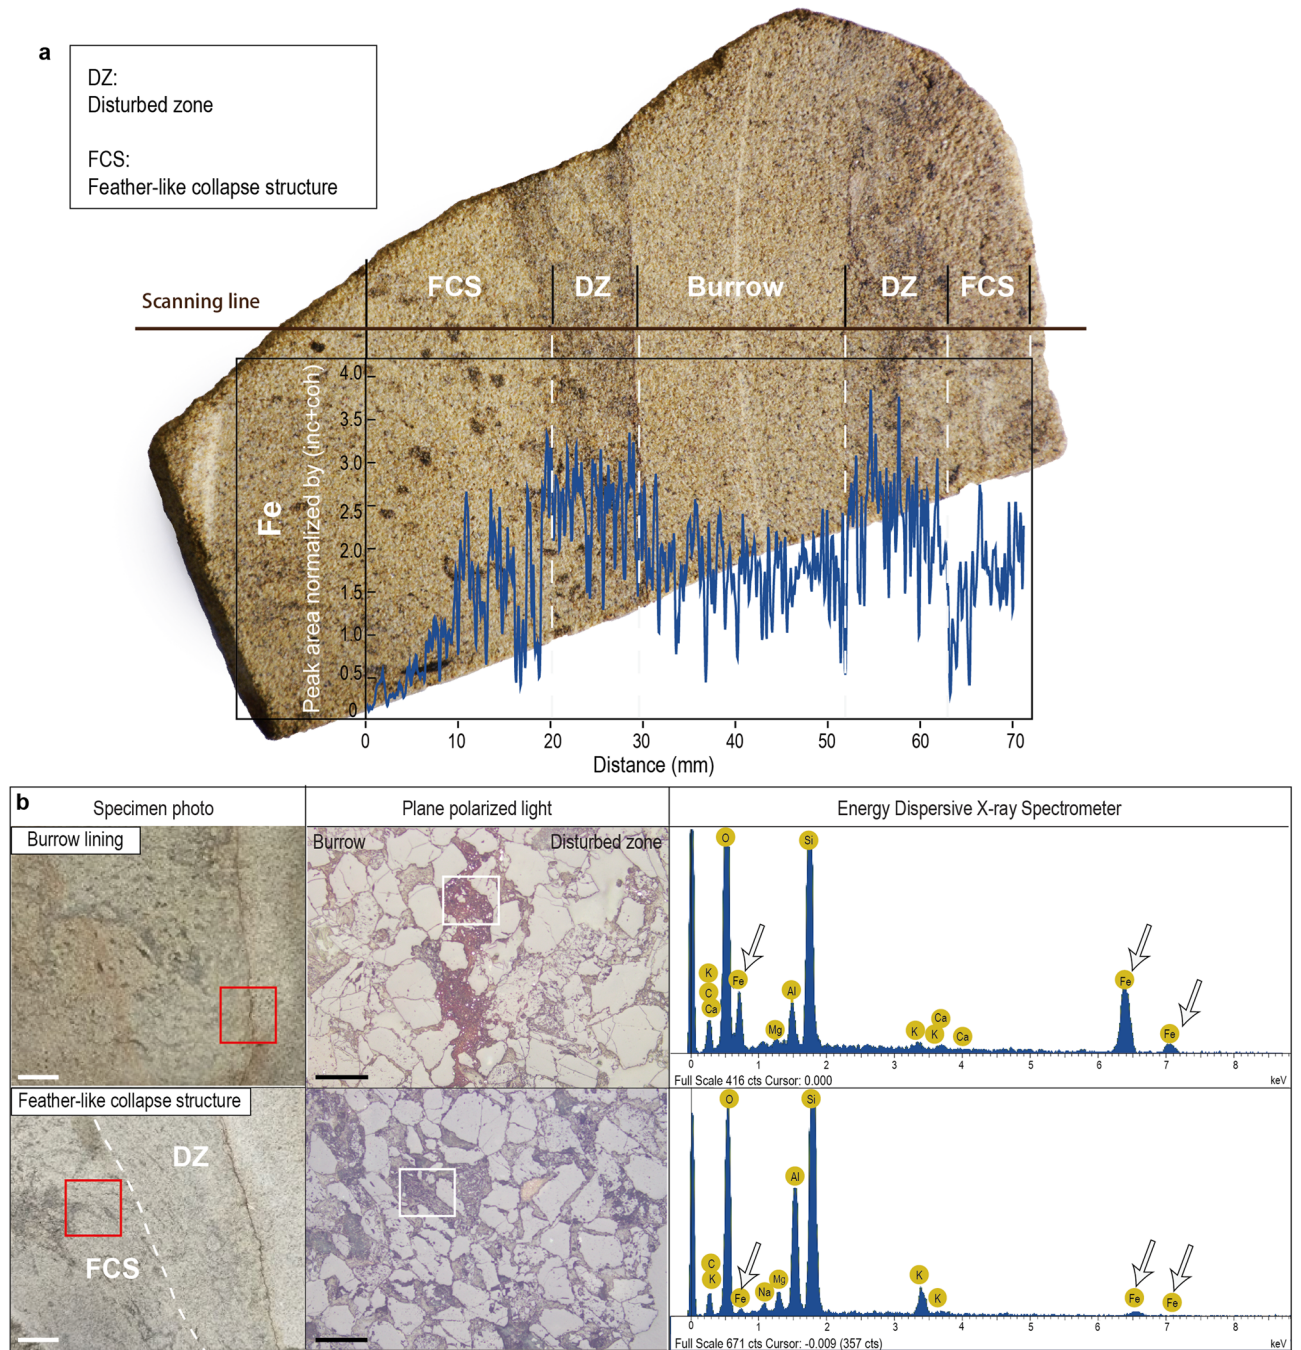 a
DZ:
Disturbed zone
FCS:
Feather-like collapse structure
Scanning line
FCS
DZ
Burrow
DZ
FCS
Fe
Peak area normalized by (inc+coh)
4.0
3.5
3.0
2.5
2.0
1.5
1.0
0.5
0
0 10 20 30 40 50 60 70
Distance (mm)
b
Specimen photo
Plane polarized light
Energy Dispersive X-ray Spectrometer
Burrow lining
Burrow
Disturbed zone
K
C
Ca
O
Fe
Mg
Al
Si
K
K
Ca
Ca
Fe
Fe
0 1 2 3 4 5 6 7 8
Full Scale 416 cts Cursor: 0.000
keV
Feather-like collapse structure
DZ
FCS
C
K
O
Fe
Na
Mg
Al
Si
K
K
Fe
Fe
0 1 2 3 4 5 6 7 8
Full Scale 671 cts Cursor: -0.009 (357 cts)
keV